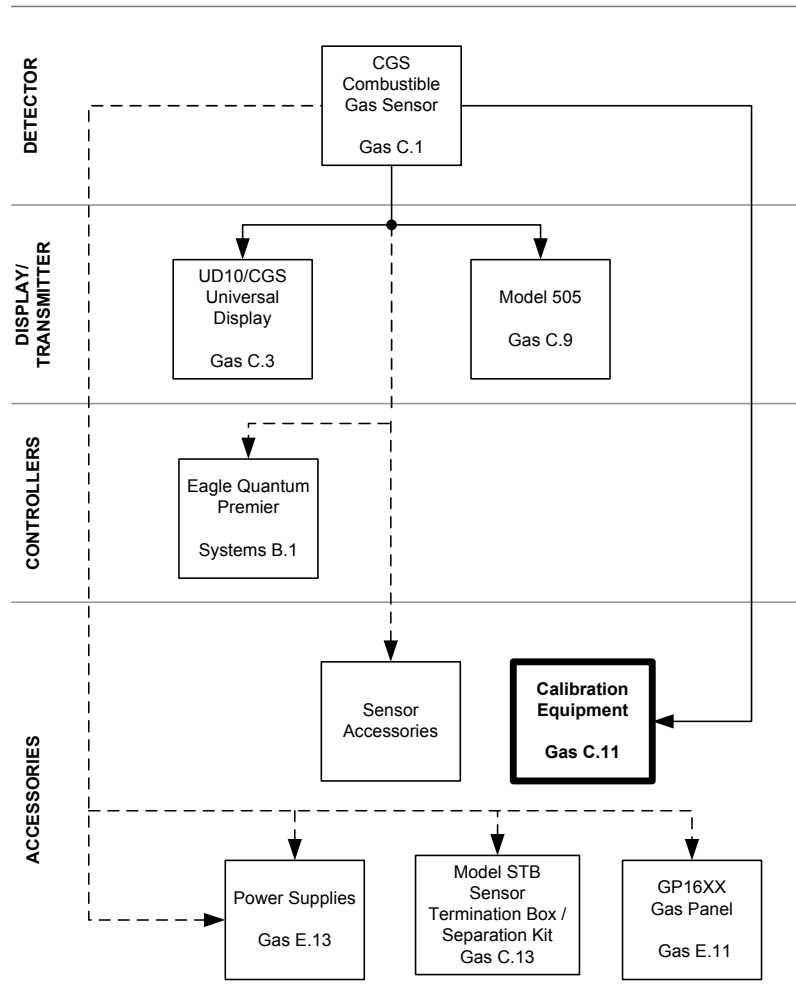 DETECTOR
CGS
Combustible
Gas Sensor
Gas C.1
DISPLAY/
TRANSMITTER
UD10/CGS
Universal
Display
Gas C.3
Model 505
Gas C.9
CONTROLLERS
Eagle Quantum
Premier
Systems B.1
ACCESSORIES
Sensor
Accessories
Calibration
Equipment
Gas C.11
Power Supplies
Gas E.13
Model STB
Sensor
Termination Box /
Separation Kit
Gas C.13
GP16XX
Gas Panel
Gas E.11